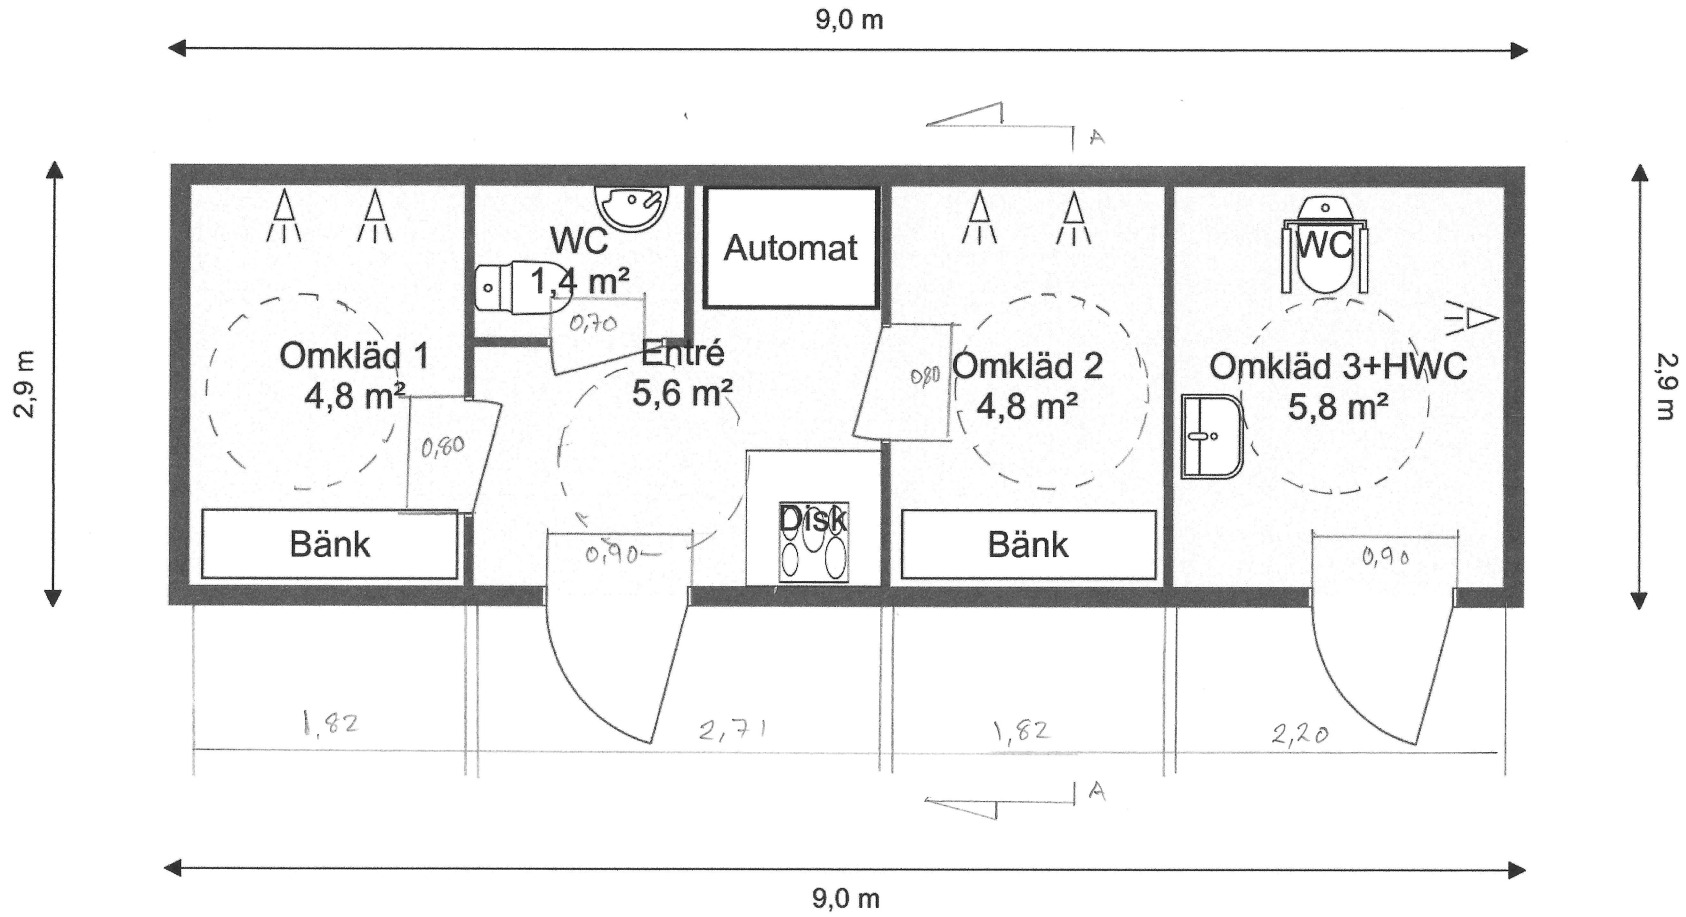 9,0 m
A
WC
1,4 m²
Automat
WC
0,70
2,9 m
Omkläd 1
4,8 m²
Entré
5,6 m²
0,80
Omkläd 2
4,8 m²
Omkläd 3+HWC
5,8 m²
2,9 m
0,80
Bänk
0,90
Disk
Bänk
0,90
1,82
2,71
1,82
2,20
A
9,0 m